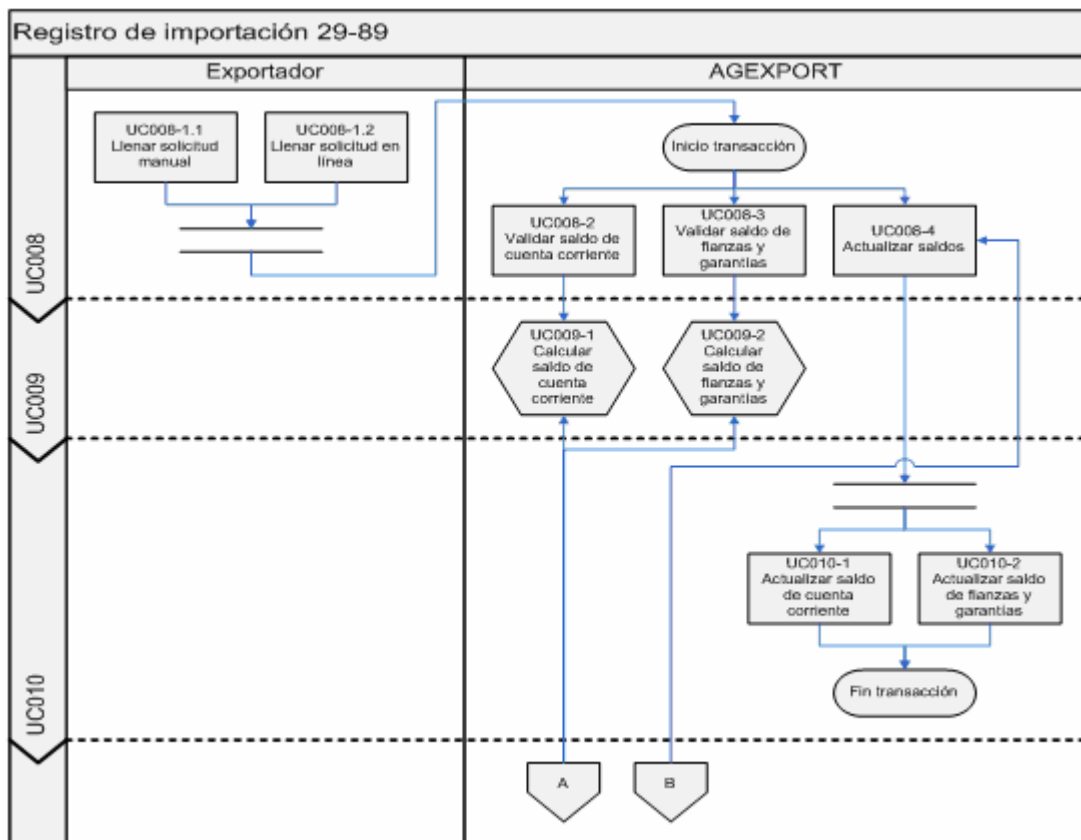 Registro de importación 29-89
Exportador
AGEXPORT
UC008
UC008-1.1
Llenar solicitud
manual
UC008-1.2
Llenar solicitud en
línea
Inicio transacción
UC008-2
Validar saldo de
cuenta corriente
UC008-3
Validar saldo de
fianzas y
garantías
UC008-4
Actualizar saldos
UC009
UC009-1
Calcular
saldo de
cuenta
corriente
UC009-2
Calcular
saldo de
fianzas y
garantías
UC010
UC010-1
Actualizar saldo
de cuenta
corriente
UC010-2
Actualizar saldo
de fianzas y
garantías
Fin transacción
A
B